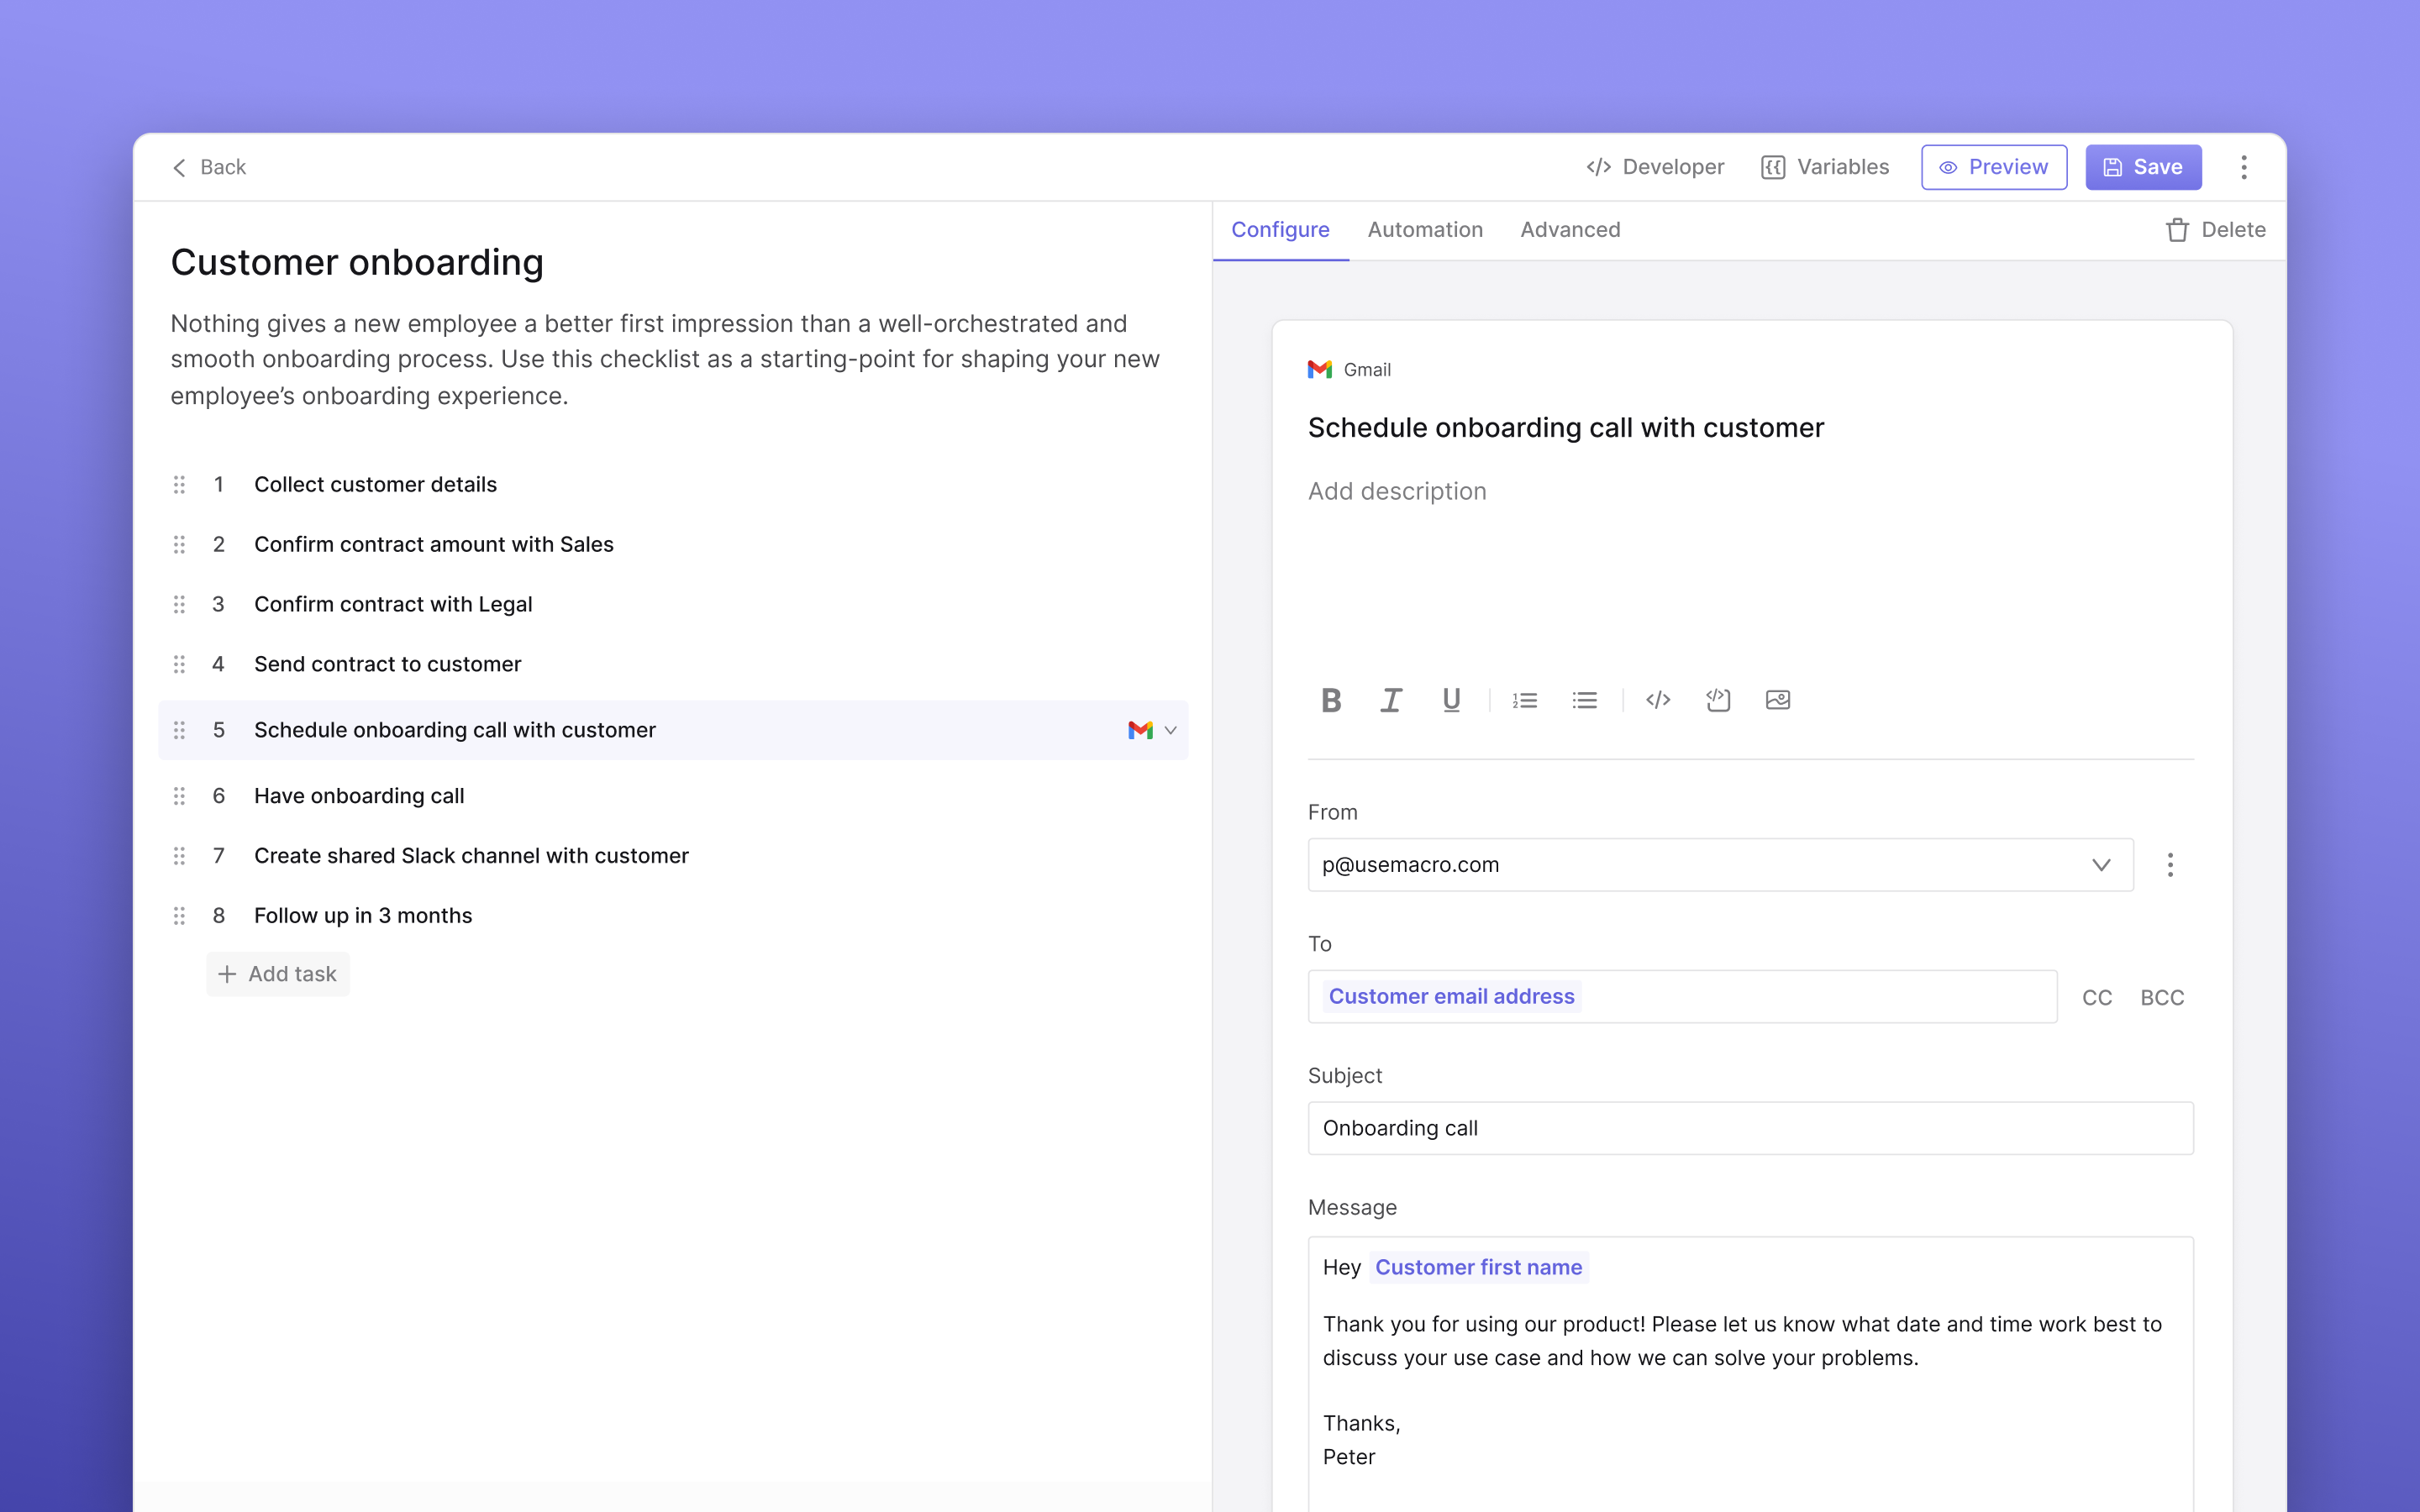 Back
Developer
Variables
Preview
Save
Customer onboarding
Nothing gives a new employee a better first impression than a well-orchestrated and
smooth onboarding process. Use this checklist as a starting-point for shaping your new
employee’s onboarding experience.
1 Collect customer details
2 Confirm contract amount with Sales
3 Confirm contract with Legal
4 Send contract to customer
5 Schedule onboarding call with customer
6 Have onboarding call
7 Create shared Slack channel with customer
8 Follow up in 3 months
Add task
Configure
Automation
Advanced
Delete
Gmail
Schedule onboarding call with customer
Add description
From
p@usemacro.com
To
Customer email address
CC
BCC
Subject
Onboarding call
Message
Hey Customer first name
Thank you for using our product! Please let us know what date and time work best to
discuss your use case and how we can solve your problems.
Thanks,
Peter